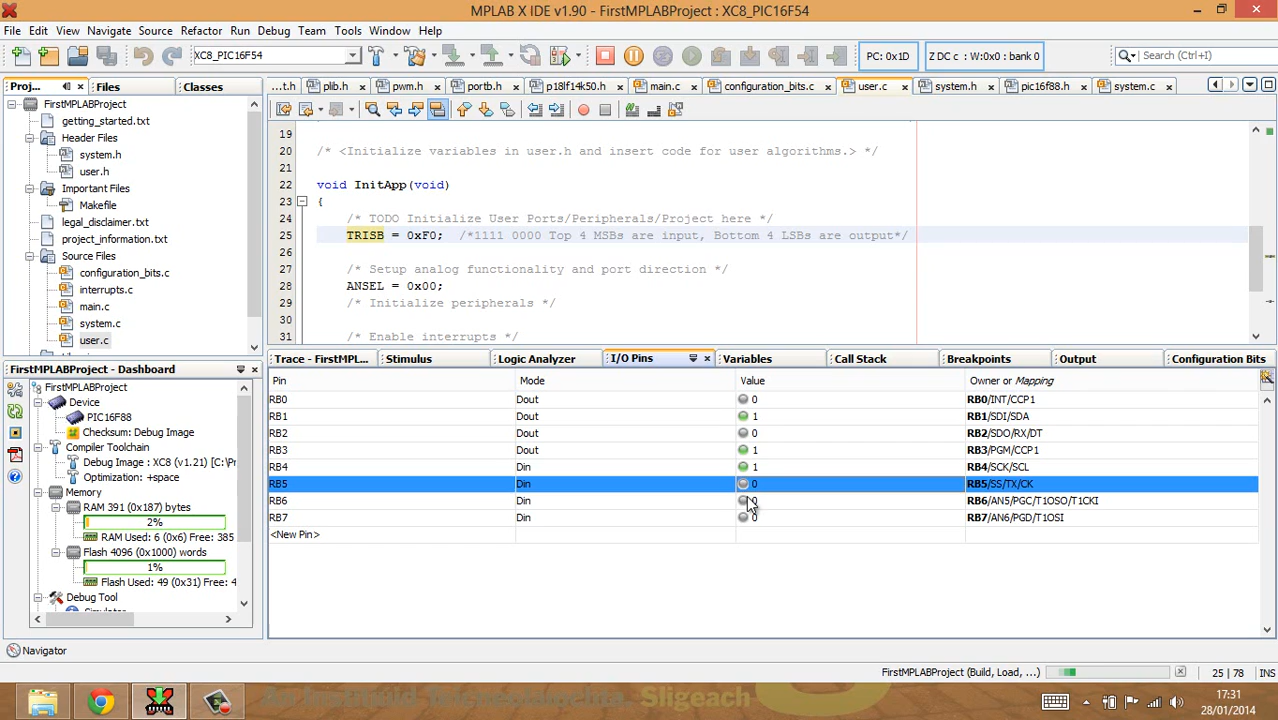 MPLAB X IDE v1.90 - FirstMPLABProject : XC8_PIC16F54
File Edit View Navigate Source Refactor Run Debug Team Tools Window Help
XC8_PIC16F54
PC: 0x1D
Z DC c : W:0x0 : bank 0
Search (Ctrl+I)
Proj...
Files
Classes
...t.h
plib.h
pwm.h
portb.h
p18lf14k50.h
main.c
configuration_bits.c
user.c
system.h
pic16f88.h
system.c
FirstMPLABProject
getting_started.txt
Header Files
system.h
user.h
Important Files
Makefile
legal_disclaimer.txt
project_information.txt
Source Files
configuration_bits.c
interrupts.c
main.c
system.c
user.c
19
20 /* <Initialize variables in user.h and insert code for user algorithms.> */
21
22 void InitApp(void)
23 {
24 /* TODO Initialize User Ports/Peripherals/Project here */
25 TRISB = 0xF0; /*1111 0000 Top 4 MSBs are input, Bottom 4 LSBs are output*/
26
27 /* Setup analog functionality and port direction */
28 ANSEL = 0x00;
29 /* Initialize peripherals */
30
31 /* Enable interrupts */
FirstMPLABProject - Dashboard
FirstMPLABProject
Device
PIC16F88
Checksum: Debug Image
Compiler Toolchain
Debug Image : XC8 (v1.21) [C:\Pr
Optimization: +space
Memory
RAM 391 (0x187) bytes
2%
RAM Used: 6 (0x6) Free: 385
Flash 4096 (0x1000) words
1%
Flash Used: 49 (0x31) Free: 4
Debug Tool
Simulator
Trace - FirstMPL...
Stimulus
Logic Analyzer
I/O Pins
Variables
Call Stack
Breakpoints
Output
Configuration Bits
Pin Mode Value Owner or Mapping
RB0 Dout 0 RB0/INT/CCP1
RB1 Dout 1 RB1/SDI/SDA
RB2 Dout 0 RB2/SDO/RX/DT
RB3 Dout 1 RB3/PGM/CCP1
RB4 Din 1 RB4/SCK/SCL
RB5 Din 0 RB5/SS/TX/CK
RB6 Din 0 RB6/AN5/PGC/T1OSO/T1CKI
RB7 Din 0 RB7/AN6/PGD/T1OSI
<New Pin>
Navigator
FirstMPLABProject (Build, Load, ...)
25 | 78
INS
Sligeach
17:31
28/01/2014